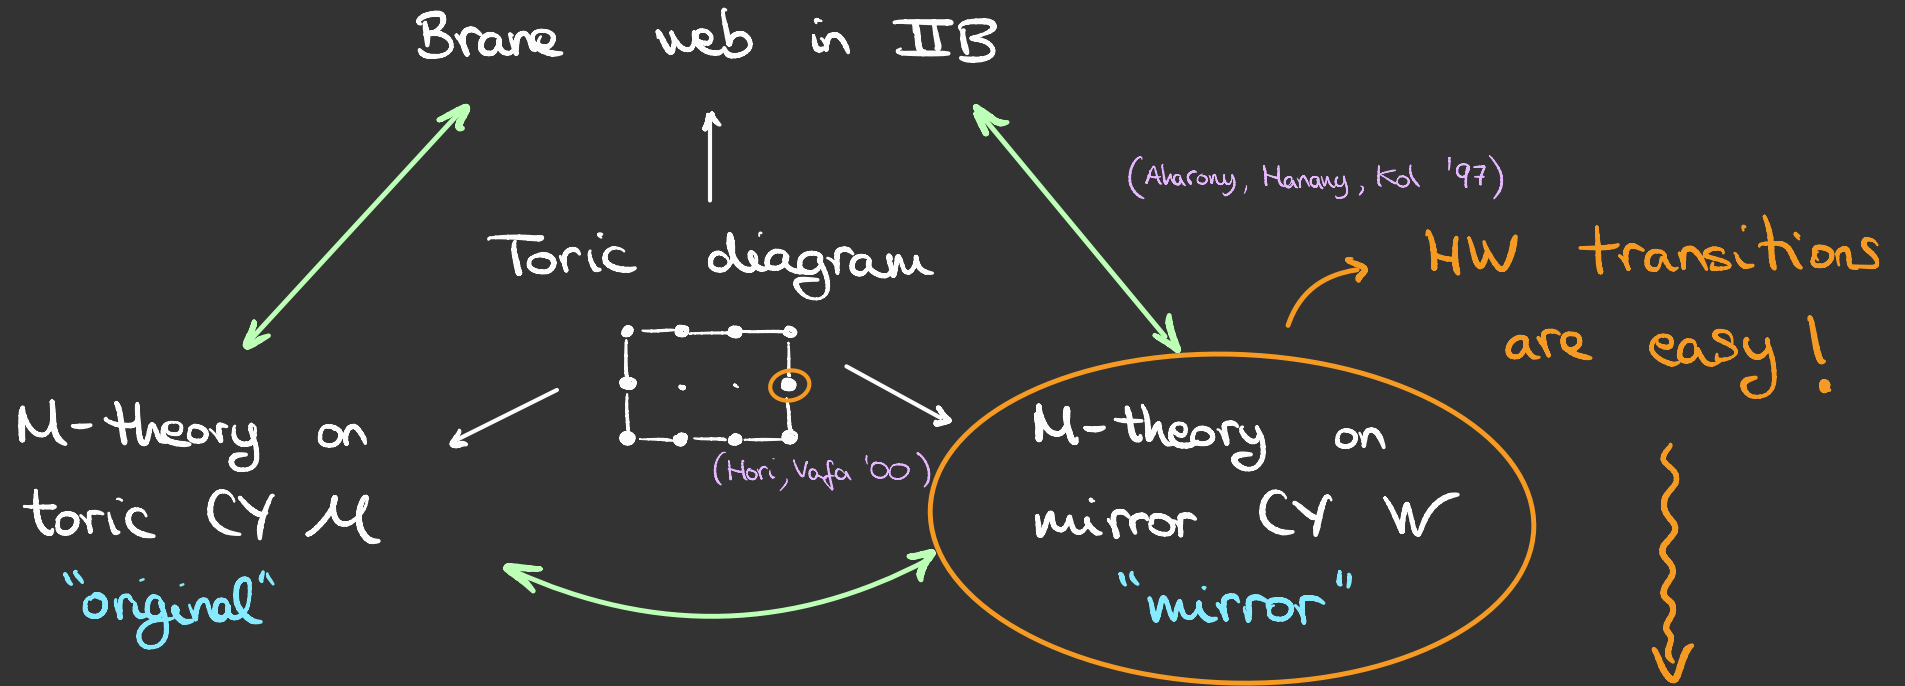 Brane web in IIB
(Aharony, Hanany, Kol '97)
Toric diagram
HW transitions
are easy!
M-theory on
toric CY M
"original"
(Hori, Vafa '00)
M-theory on
mirror CY W
"mirror"